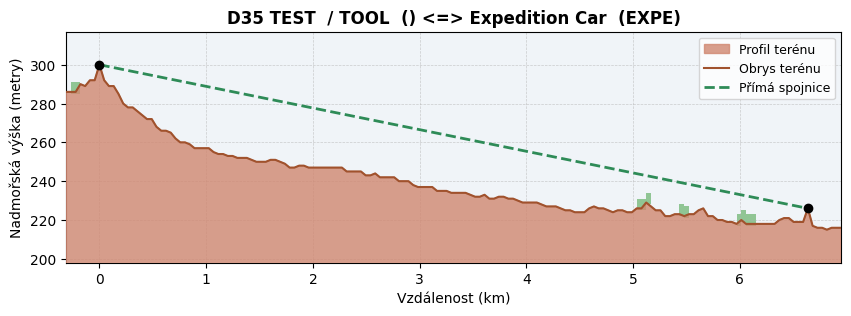 D35 TEST  / TOOL  () <=> Expedition Car  (EXPE)
Nadmořská výška (metry)
300
280
260
240
220
200
Profil terénu
Obrys terénu
Přímá spojnice
0 1 2 3 4 5 6
Vzdálenost (km)